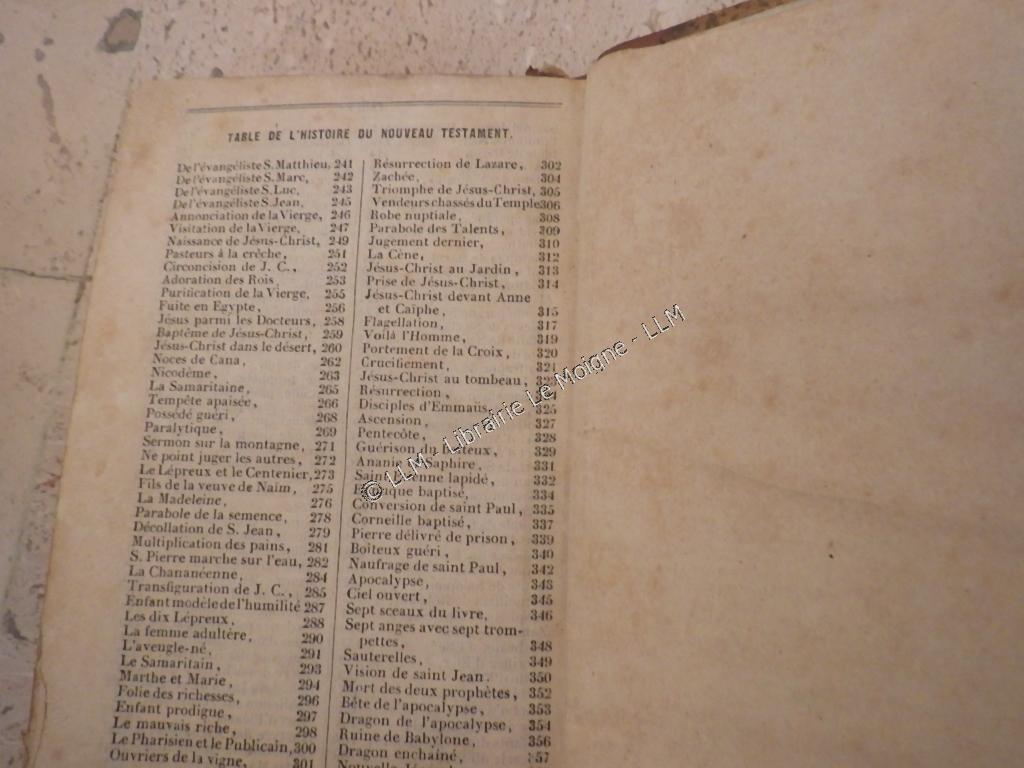 TABLE DE L'HISTOIRE DU NOUVEAU TESTAMENT.
De l'évangéliste S. Matthieu, 241
De l'évangéliste S. Marc, 242
De l'évangéliste S. Luc, 243
De l'évangéliste S. Jean, 245
Annonciation de la Vierge, 246
Visitation de la Vierge, 247
Naissance de Jésus-Christ, 249
Pasteurs à la crèche, 251
Circoncision de J. C., 252
Adoration des Rois, 253
Purification de la Vierge, 255
Fuite en Egypte, 256
Jésus parmi les Docteurs, 258
Baptême de Jésus-Christ, 259
Jésus-Christ dans le désert, 260
Noces de Cana, 262
Nicodème, 263
La Samaritaine, 265
Tempête apaisée, 266
Possédé guéri, 268
Paralytique, 269
Sermon sur la montagne, 271
Ne point juger les autres, 272
Le Lépreux et le Centenier, 273
Fils de la veuve de Naim, 275
La Madeleine, 276
Parabole de la semence, 278
Décollation de S. Jean, 279
Multiplication des pains, 281
S. Pierre marche sur l'eau, 282
La Chananéenne, 284
Transfiguration de J. C., 285
Enfant modèle de l'humilité 287
Les dix Lépreux, 288
La femme adultère, 290
L'aveugle-né, 291
Le Samaritain, 293
Marthe et Marie, 294
Folie des richesses, 296
Enfant prodigue, 297
Le mauvais riche, 298
Le Pharisien et le Publicain, 300
Ouvriers de la vigne, 301
Résurrection de Lazare, 302
Zachée, 304
Triomphe de Jésus-Christ, 305
Vendeurs chassés du Temple 306
Robe nuptiale, 308
Parabole des Talents, 309
Jugement dernier, 310
La Cène, 312
Jésus-Christ au Jardin, 313
Prise de Jésus-Christ, 314
Jésus-Christ devant Anne
et Caïphe, 315
Flagellation, 317
Voilà l'Homme, 319
Portement de la Croix, 320
Crucifiement, 321
Jésus-Christ au tombeau,
Résurrection,
Disciples d'Emmaüs, 325
Ascension, 327
Pentecôte, 328
Guérison du Boiteux, 329
Ananie et Saphire, 331
Saint Etienne lapidé, 332
baptisé, 334
Conversion de saint Paul, 335
Corneille baptisé, 337
Pierre délivré de prison, 339
Boiteux guéri, 340
Naufrage de saint Paul, 342
Apocalypse, 343
Ciel ouvert, 345
Sept sceaux du livre, 346
Sept anges avec sept trom-
pettes, 348
Sauterelles, 349
Vision de saint Jean. 350
Mort des deux prophètes, 352
Bête de l'apocalypse, 353
Dragon de l'apocalypse, 354
Ruine de Babylone, 356
Dragon enchaîné, 357
© LLM - Librairie Le Moigne - LLM